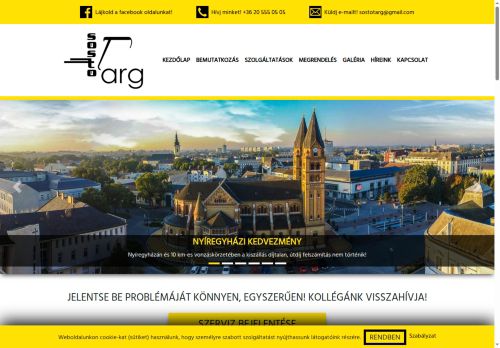 Lájkold a facebook oldalunkat!
Hívj minket! +36 20 555 05 05
Küldj e-mailt! sostotarg@gmail.com
SOSTO
Targ
KEZDŐLAP
BEMUTATKOZÁS
SZOLGÁLTATÁSOK
MEGRENDELÉS
GALÉRIA
HÍREINK
KAPCSOLAT
NYÍREGYHÁZI KEDVEZMÉNY
Nyíregyházán és 10 km-es vonzáskörzetében a kiszállás díjtalan, útdíj felszámítás nem történik!
JELENTSE BE PROBLÉMÁJÁT KÖNNYEN, EGYSZERŰEN! KOLLÉGÁNK VISSZAHÍVJA!
SZERVIZ BEJELENTÉSE
Weboldalunkon cookie-kat (sütiket) használunk, hogy személyre szabott szolgáltatást nyújthassunk látogatóink részére.
RENDBEN
Szabályzat